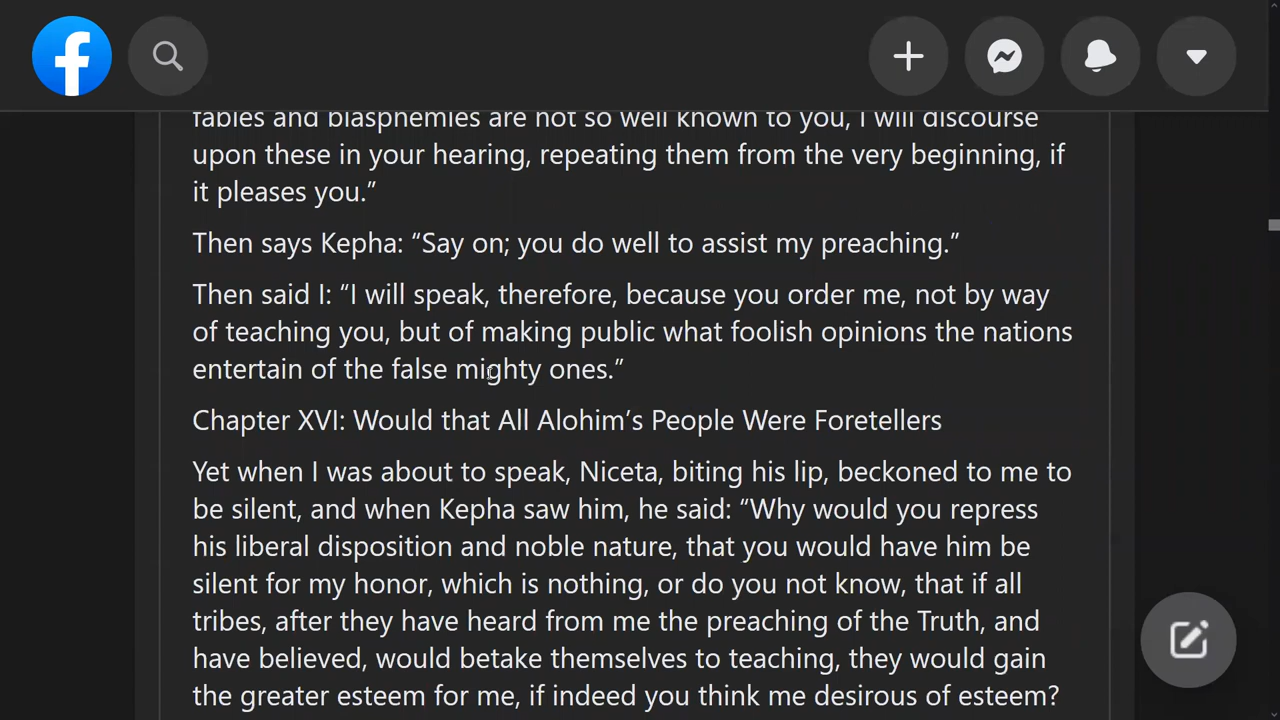 fables and blasphemies are not so well known to you, I will discourse
upon these in your hearing, repeating them from the very beginning, if
it pleases you.”
Then says Kepha: “Say on; you do well to assist my preaching.”
Then said I: “I will speak, therefore, because you order me, not by way
of teaching you, but of making public what foolish opinions the nations
entertain of the false mighty ones.”
Chapter XVI: Would that All Alohim’s People Were Foretellers
Yet when I was about to speak, Niceta, biting his lip, beckoned to me to
be silent, and when Kepha saw him, he said: “Why would you repress
his liberal disposition and noble nature, that you would have him be
silent for my honor, which is nothing, or do you not know, that if all
tribes, after they have heard from me the preaching of the Truth, and
have believed, would betake themselves to teaching, they would gain
the greater esteem for me, if indeed you think me desirous of esteem?